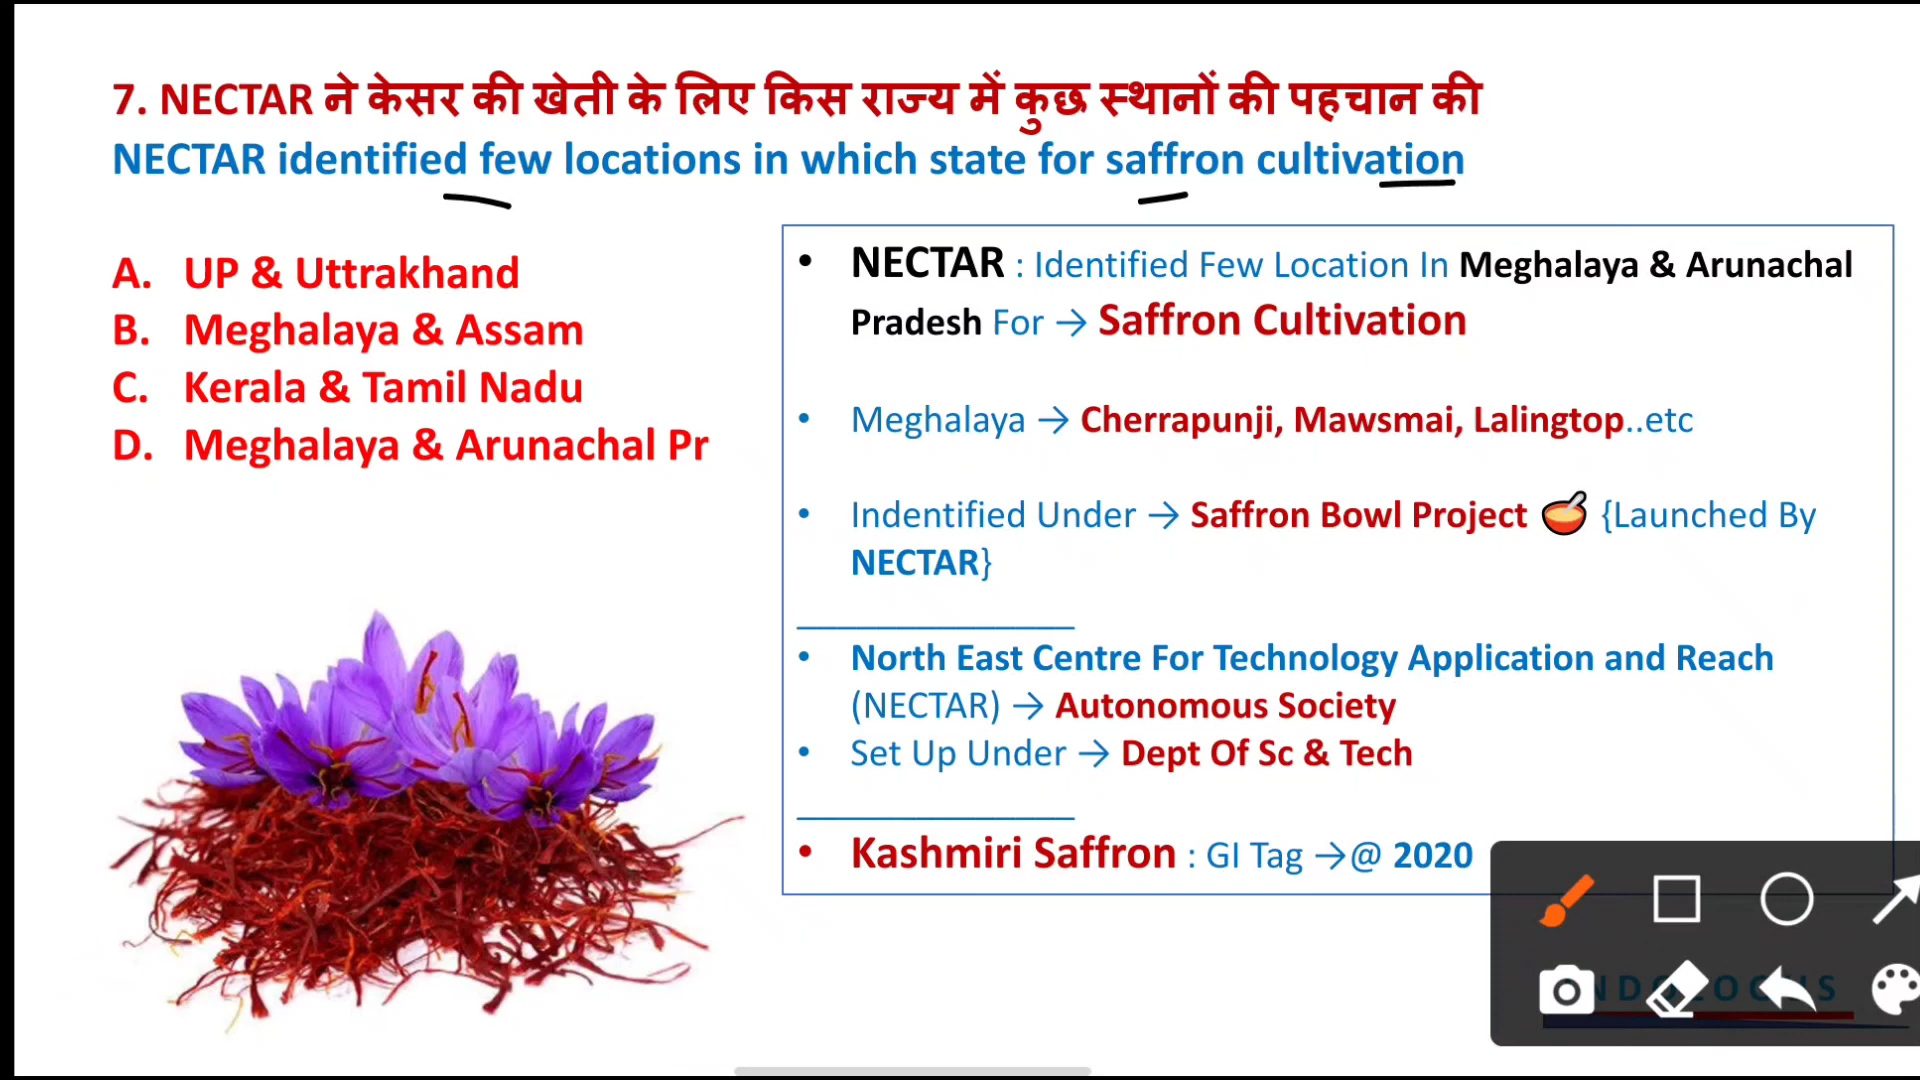 7. NECTAR ने केसर की खेती के लिए किस राज्य में कुछ स्थानों की पहचान की
NECTAR identified few locations in which state for saffron cultivation
A. UP & Uttrakhand
B. Meghalaya & Assam
C. Kerala & Tamil Nadu
D. Meghalaya & Arunachal Pr
• NECTAR : Identified Few Location In Meghalaya & Arunachal
Pradesh For → Saffron Cultivation
• Meghalaya → Cherrapunji, Mawsmai, Lalingtop..etc
• Indentified Under → Saffron Bowl Project 🥣 {Launched By
NECTAR}
• North East Centre For Technology Application and Reach
(NECTAR) → Autonomous Society
• Set Up Under → Dept Of Sc & Tech
• Kashmiri Saffron : GI Tag →@ 2020